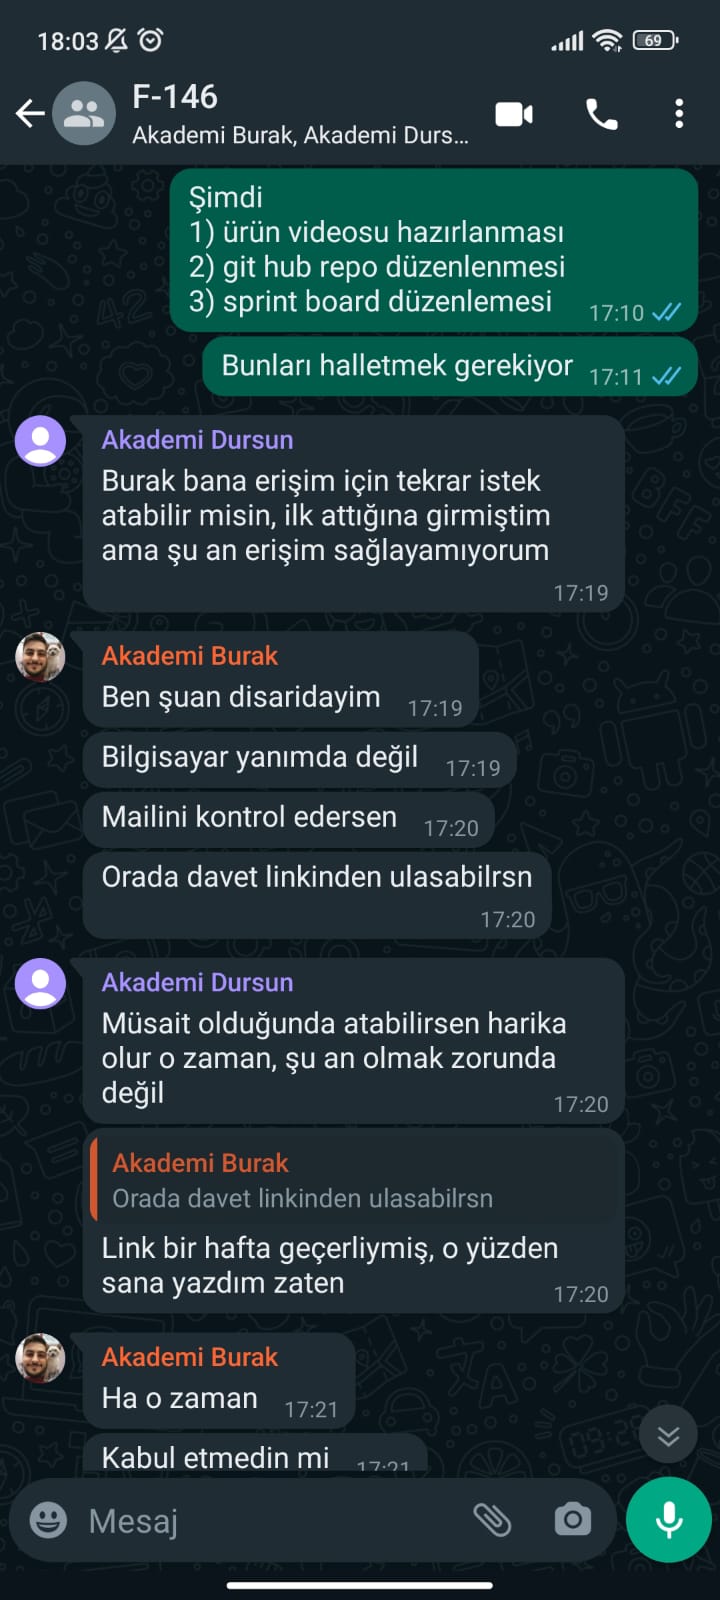 18:03
69
F-146
Akademi Burak, Akademi Durs...
Şimdi
1) ürün videosu hazırlanması
2) git hub repo düzenlenmesi
3) sprint board düzenlemesi
17:10
Bunları halletmek gerekiyor
17:11
Akademi Dursun
Burak bana erişim için tekrar istek
atabilir misin, ilk attığına girmiştim
ama şu an erişim sağlayamıyorum
17:19
Akademi Burak
Ben şuan disaridayim
17:19
Bilgisayar yanımda değil
17:19
Mailini kontrol edersen
17:20
Orada davet linkinden ulasabilrsn
17:20
Akademi Dursun
Müsait olduğunda atabilirsen harika
olur o zaman, şu an olmak zorunda
değil
17:20
Akademi Burak
Orada davet linkinden ulasabilrsn
Link bir hafta geçerliymiş, o yüzden
sana yazdım zaten
17:20
Akademi Burak
Ha o zaman
17:21
Kabul etmedin mi
17:21
Mesaj